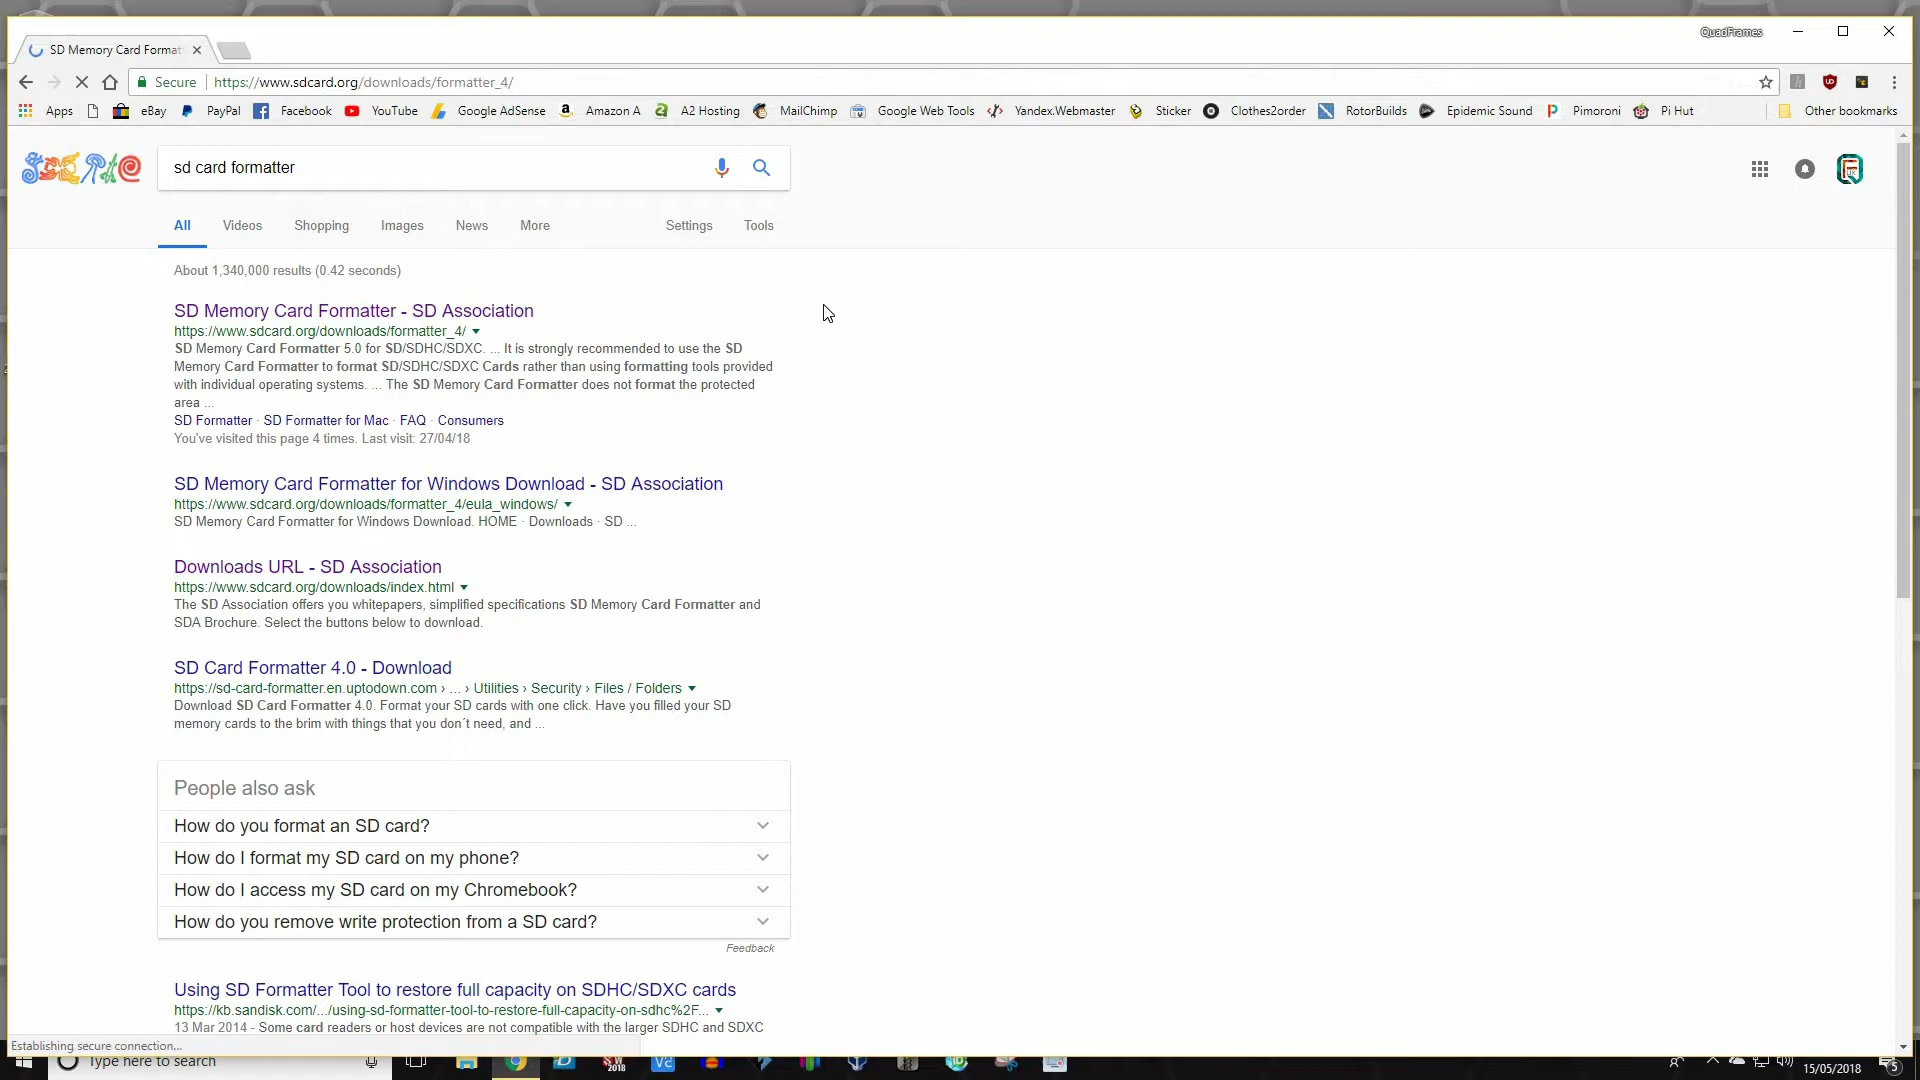 QuadFrames
SD Memory Card Format
Secure
https://www.sdcard.org/downloads/formatter_4/
Apps
eBay
PayPal
Facebook
YouTube
Google AdSense
Amazon A
A2 Hosting
MailChimp
Google Web Tools
Yandex.Webmaster
Sticker
Clothes2order
RotorBuilds
Epidemic Sound
Pimoroni
Pi Hut
Other bookmarks
sd card formatter
All
Videos
Shopping
Images
News
More
Settings
Tools
About 1,340,000 results (0.42 seconds)
SD Memory Card Formatter - SD Association
https://www.sdcard.org/downloads/formatter_4/
SD Memory Card Formatter 5.0 for SD/SDHC/SDXC. ... It is strongly recommended to use the SD
Memory Card Formatter to format SD/SDHC/SDXC Cards rather than using formatting tools provided
with individual operating systems. ... The SD Memory Card Formatter does not format the protected
area ...
SD Formatter · SD Formatter for Mac · FAQ · Consumers
You've visited this page 4 times. Last visit: 27/04/18
SD Memory Card Formatter for Windows Download - SD Association
https://www.sdcard.org/downloads/formatter_4/eula_windows/
SD Memory Card Formatter for Windows Download. HOME · Downloads · SD ...
Downloads URL - SD Association
https://www.sdcard.org/downloads/index.html
The SD Association offers you whitepapers, simplified specifications SD Memory Card Formatter and
SDA Brochure. Select the buttons below to download.
SD Card Formatter 4.0 - Download
https://sd-card-formatter.en.uptodown.com › ... › Utilities › Security › Files / Folders
Download SD Card Formatter 4.0. Format your SD cards with one click. Have you filled your SD
memory cards to the brim with things that you don´t need, and ...
People also ask
How do you format an SD card?
How do I format my SD card on my phone?
How do I access my SD card on my Chromebook?
How do you remove write protection from a SD card?
Feedback
Using SD Formatter Tool to restore full capacity on SDHC/SDXC cards
https://kb.sandisk.com/.../using-sd-formatter-tool-to-restore-full-capacity-on-sdhc%2F...
13 Mar 2014 - Some card readers or host devices are not compatible with the larger SDHC and SDXC
Establishing secure connection...
Type here to search
2018
15/05/2018
5